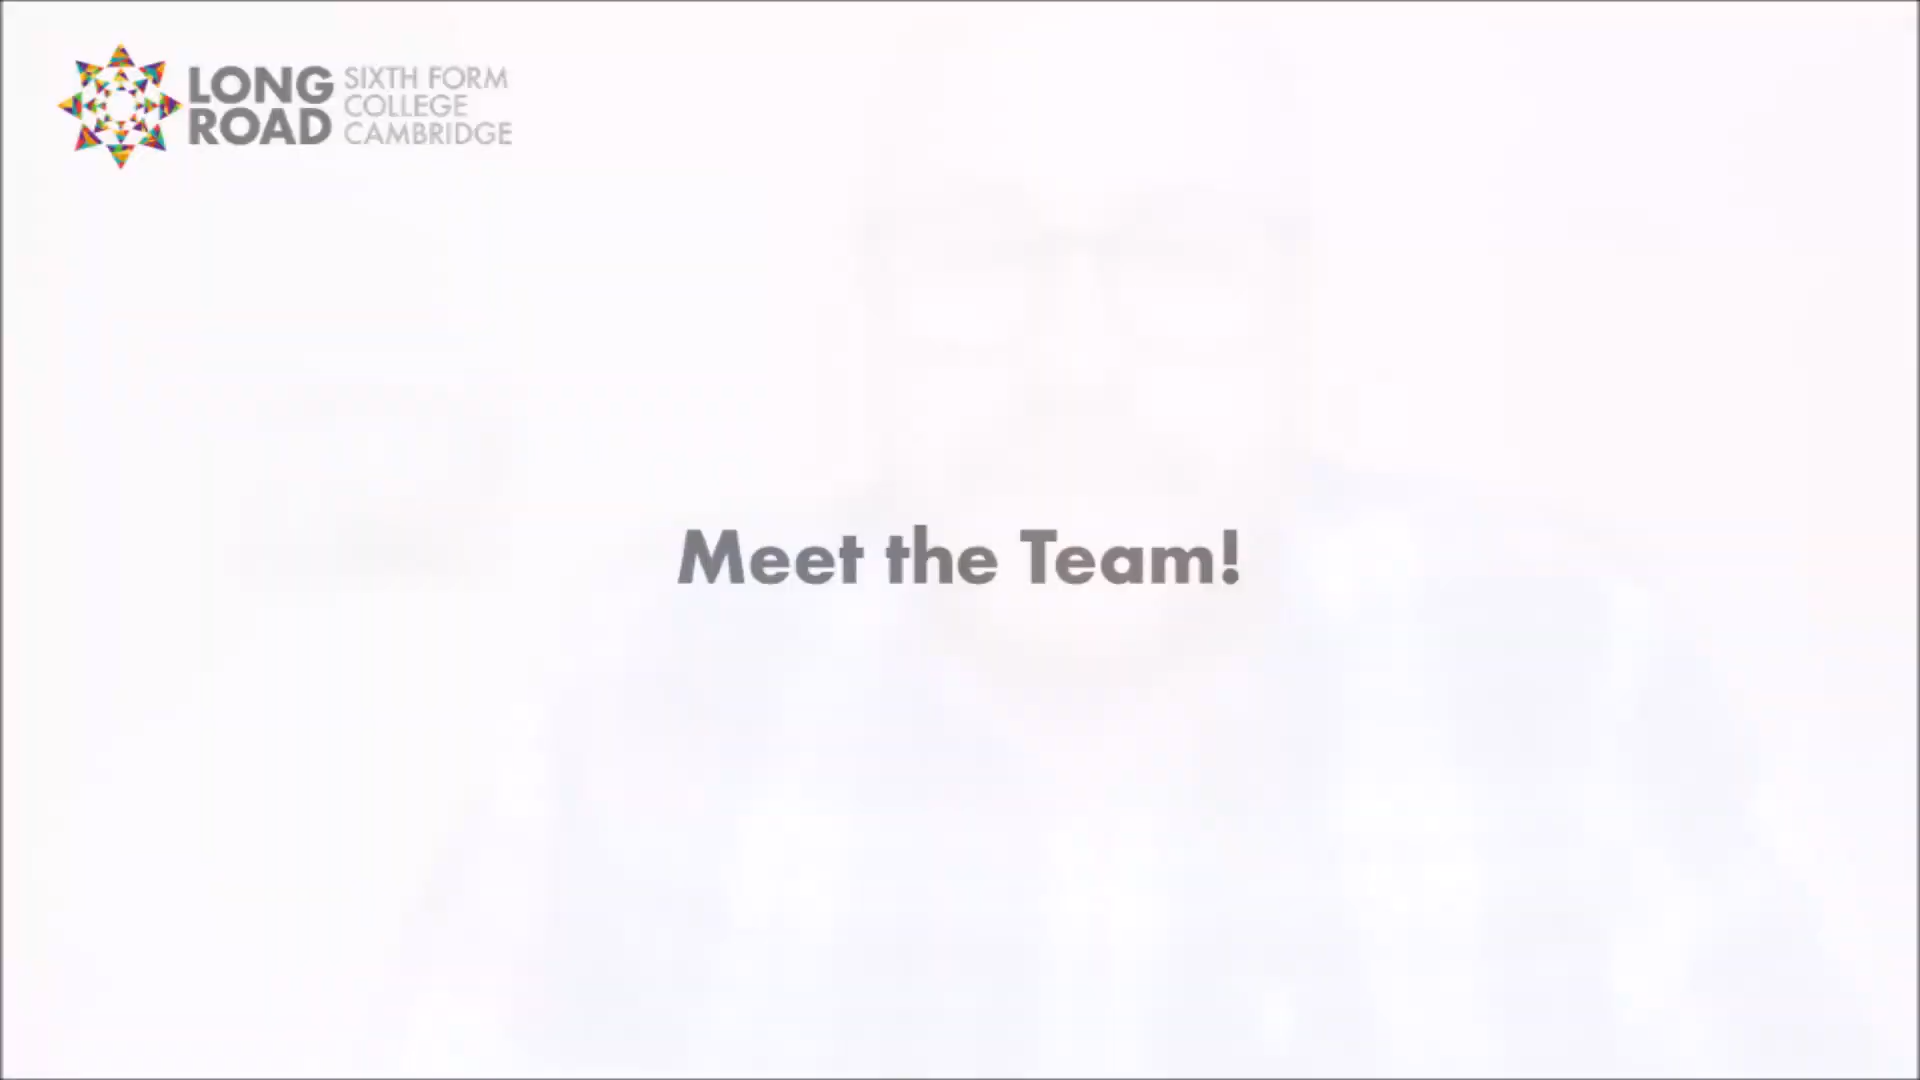 LONG ROAD
SIXTH FORM
COLLEGE
CAMBRIDGE
Meet the Team!